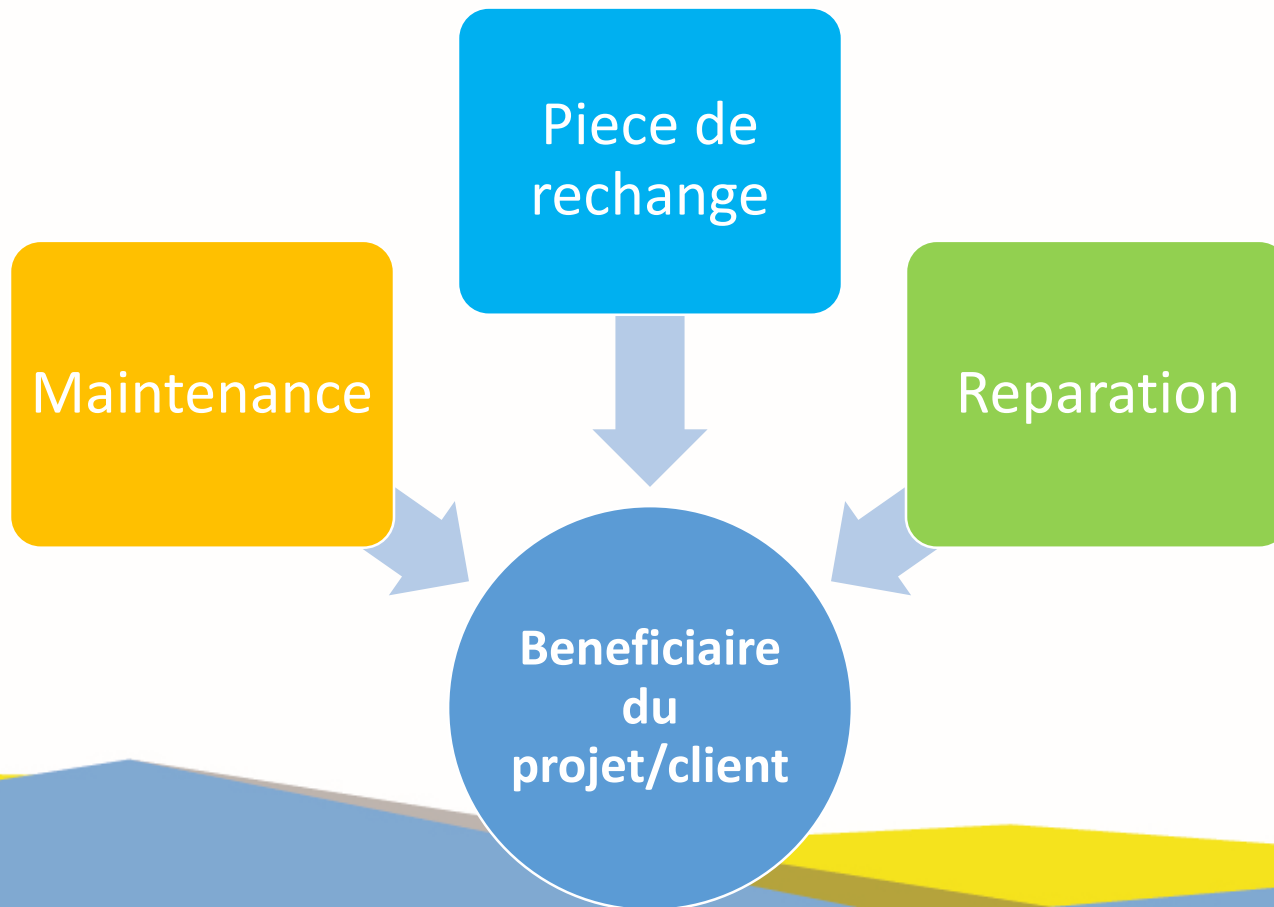 Piece de
rechange
Maintenance
Reparation
Beneficiaire
du
projet/client